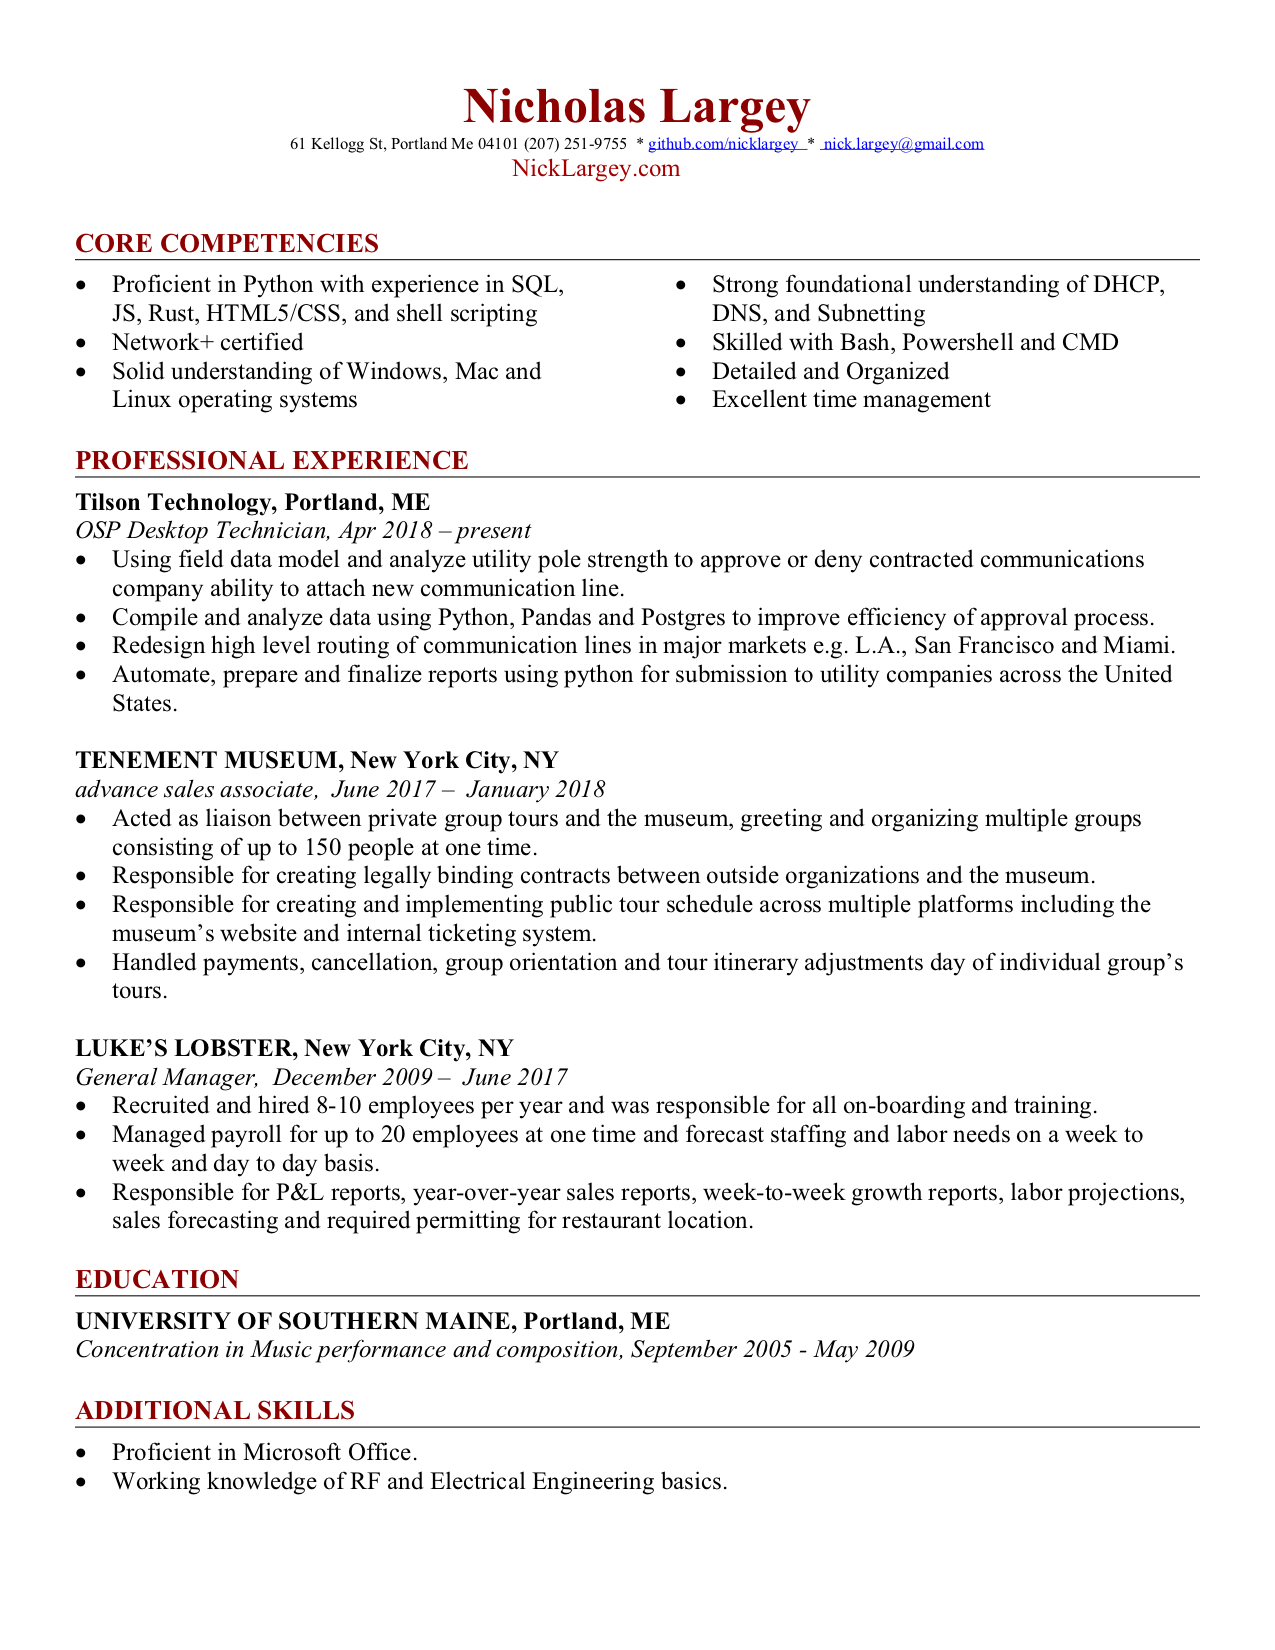 Nicholas Largey
61 Kellogg St, Portland Me 04101 (207) 251-9755 * github.com/nicklargey * nick.largey@gmail.com
NickLargey.com
CORE COMPETENCIES
• Proficient in Python with experience in SQL,
JS, Rust, HTML5/CSS, and shell scripting
• Network+ certified
• Solid understanding of Windows, Mac and
Linux operating systems
• Strong foundational understanding of DHCP,
DNS, and Subnetting
• Skilled with Bash, Powershell and CMD
• Detailed and Organized
• Excellent time management
PROFESSIONAL EXPERIENCE
Tilson Technology, Portland, ME
OSP Desktop Technician, Apr 2018 – present
• Using field data model and analyze utility pole strength to approve or deny contracted communications
company ability to attach new communication line.
• Compile and analyze data using Python, Pandas and Postgres to improve efficiency of approval process.
• Redesign high level routing of communication lines in major markets e.g. L.A., San Francisco and Miami.
• Automate, prepare and finalize reports using python for submission to utility companies across the United
States.
TENEMENT MUSEUM, New York City, NY
advance sales associate, June 2017 – January 2018
• Acted as liaison between private group tours and the museum, greeting and organizing multiple groups
consisting of up to 150 people at one time.
• Responsible for creating legally binding contracts between outside organizations and the museum.
• Responsible for creating and implementing public tour schedule across multiple platforms including the
museum’s website and internal ticketing system.
• Handled payments, cancellation, group orientation and tour itinerary adjustments day of individual group’s
tours.
LUKE’S LOBSTER, New York City, NY
General Manager, December 2009 – June 2017
• Recruited and hired 8-10 employees per year and was responsible for all on-boarding and training.
• Managed payroll for up to 20 employees at one time and forecast staffing and labor needs on a week to
week and day to day basis.
• Responsible for P&L reports, year-over-year sales reports, week-to-week growth reports, labor projections,
sales forecasting and required permitting for restaurant location.
EDUCATION
UNIVERSITY OF SOUTHERN MAINE, Portland, ME
Concentration in Music performance and composition, September 2005 - May 2009
ADDITIONAL SKILLS
• Proficient in Microsoft Office.
• Working knowledge of RF and Electrical Engineering basics.